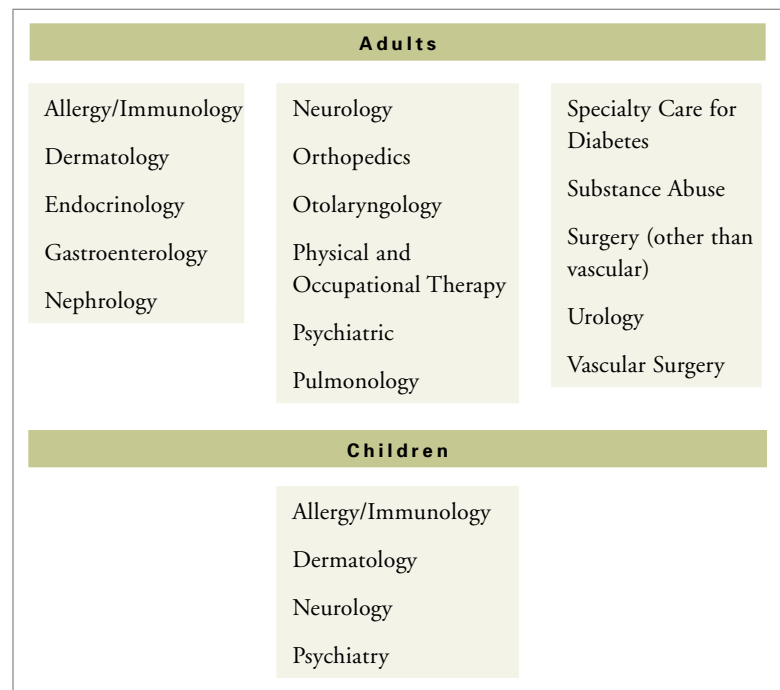 Adults
Allergy/Immunology
Dermatology
Endocrinology
Gastroenterology
Nephrology
Neurology
Orthopedics
Otolaryngology
Physical and
Occupational Therapy
Psychiatric
Pulmonology
Specialty Care for
Diabetes
Substance Abuse
Surgery (other than
vascular)
Urology
Vascular Surgery
Children
Allergy/Immunology
Dermatology
Neurology
Psychiatry